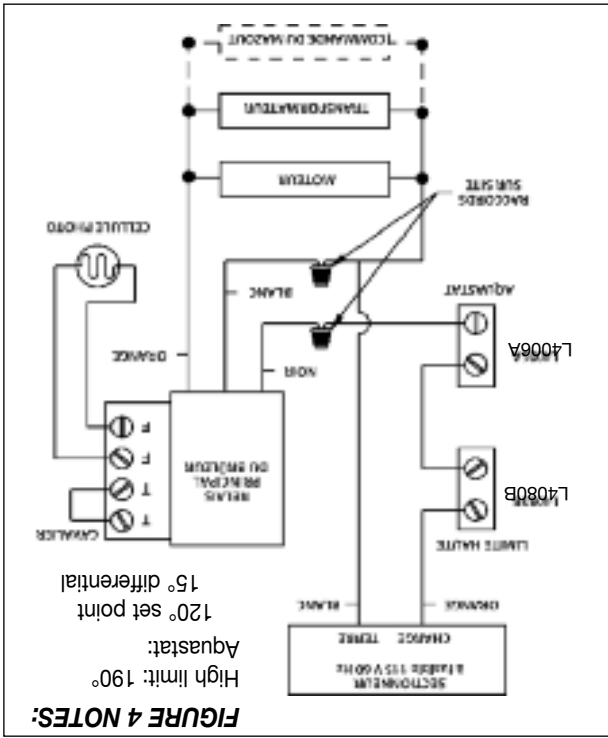 FIGURE 4 NOTES:
High limit: 190°
Aquastat:
120° set point
15° differential
SECTIONNEUR
à fusible 115 V 60 Hz
TERRE
CHARGE
BLANC
ORANGE
LIMITE HAUTE
L4080B
CAVALIER
T
T
F
F
RELAIS
PRINCIPAL
DU BRÛLEUR
L4006A
AQUASTAT
NOIR
ORANGE
BLANC
CELLULE PHOTO
RACCORDS
SUR SITE
MOTEUR
TRANSFORMATEUR
COMMANDE DU MAZOUT